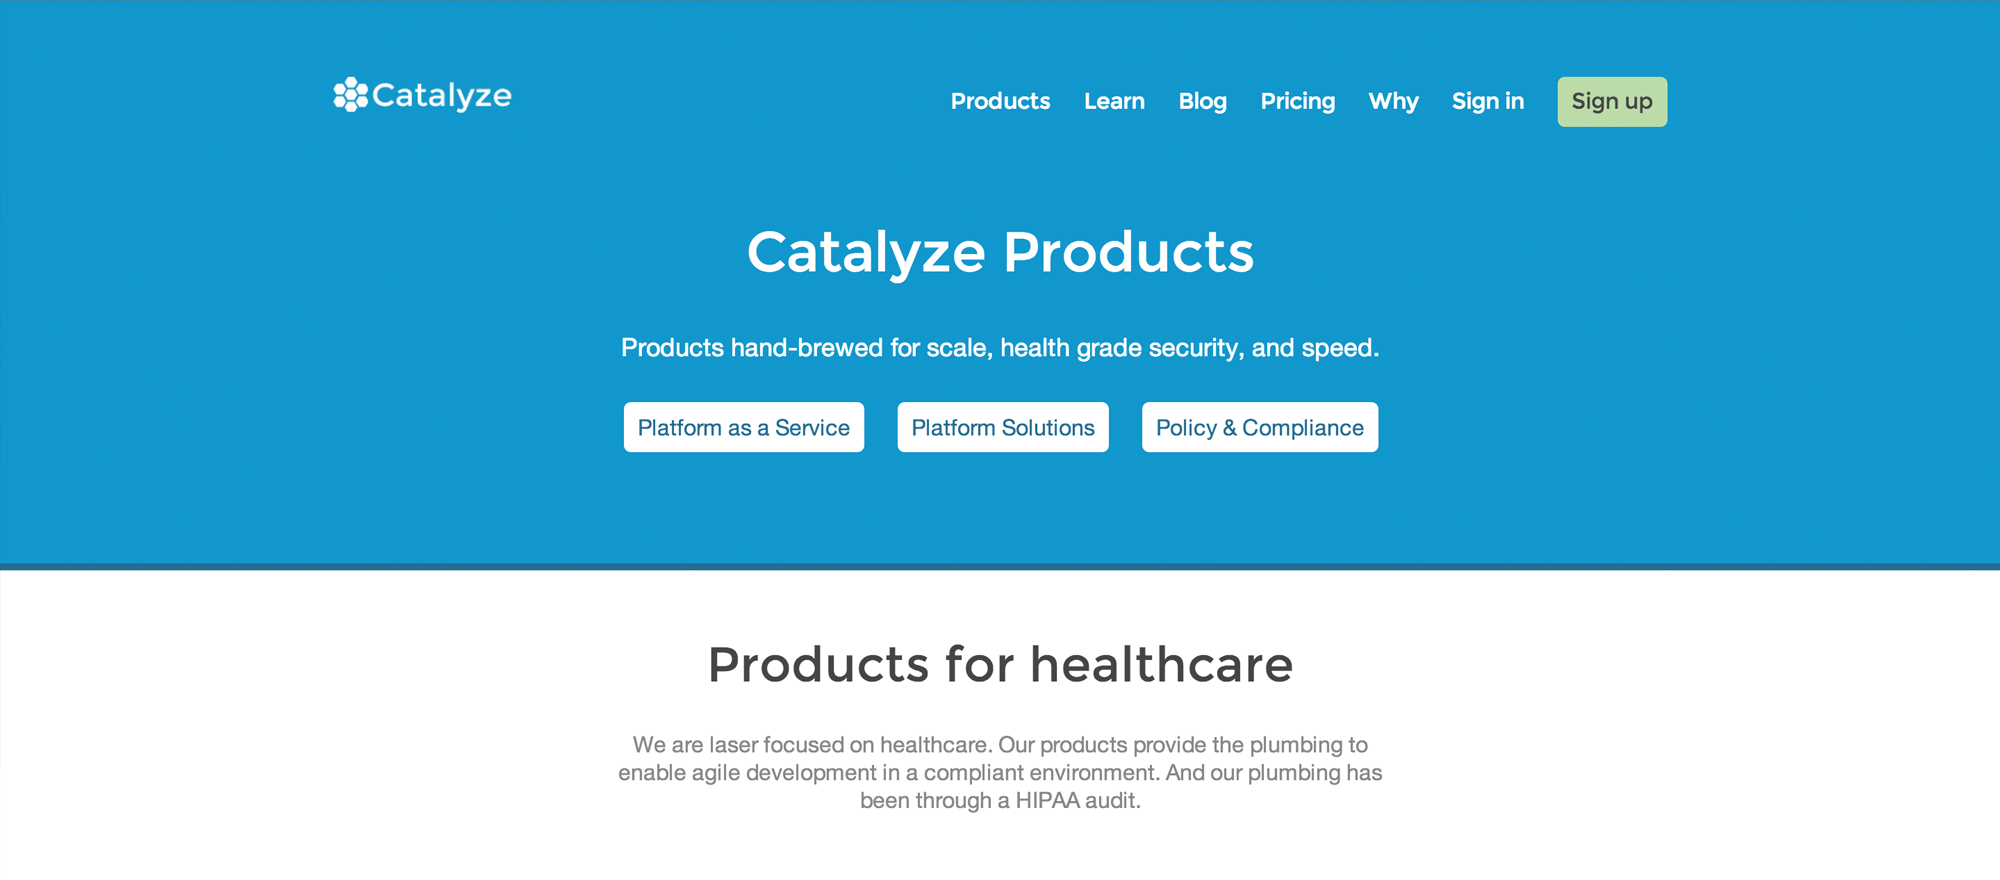 Catalyze
Products Learn Blog Pricing Why Sign in Sign up
Catalyze Products
Products hand-brewed for scale, health grade security, and speed.
Platform as a Service Platform Solutions Policy & Compliance
Products for healthcare
We are laser focused on healthcare. Our products provide the plumbing to
enable agile development in a compliant environment. And our plumbing has
been through a HIPAA audit.